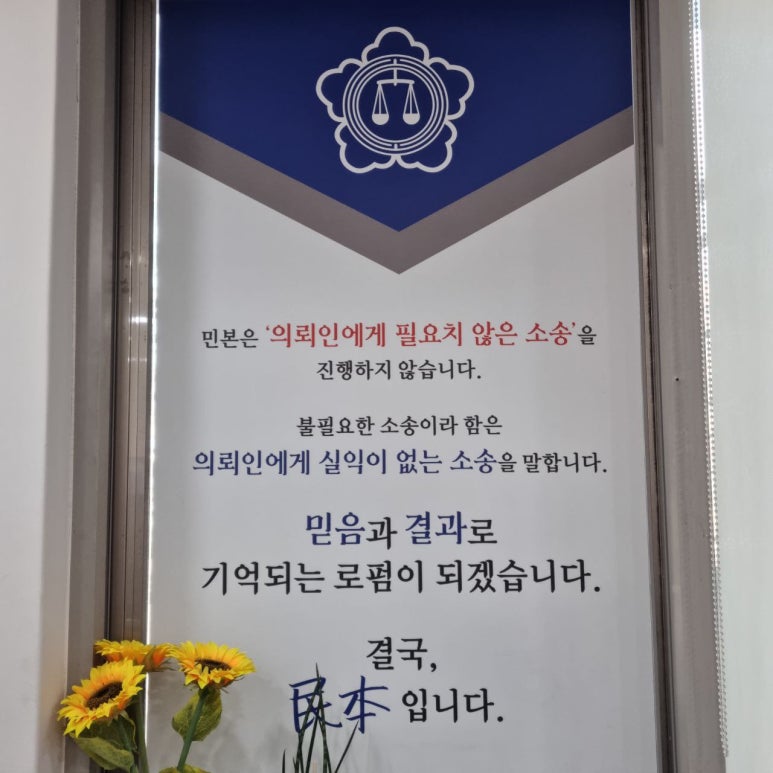 민본은 '의뢰인에게 필요치 않은 소송'을
진행하지 않습니다.
불필요한 소송이라 함은
의뢰인에게 실익이 없는 소송을 말합니다.
믿음과 결과로
기억되는 로펌이 되겠습니다.
결국,
民本 입니다.